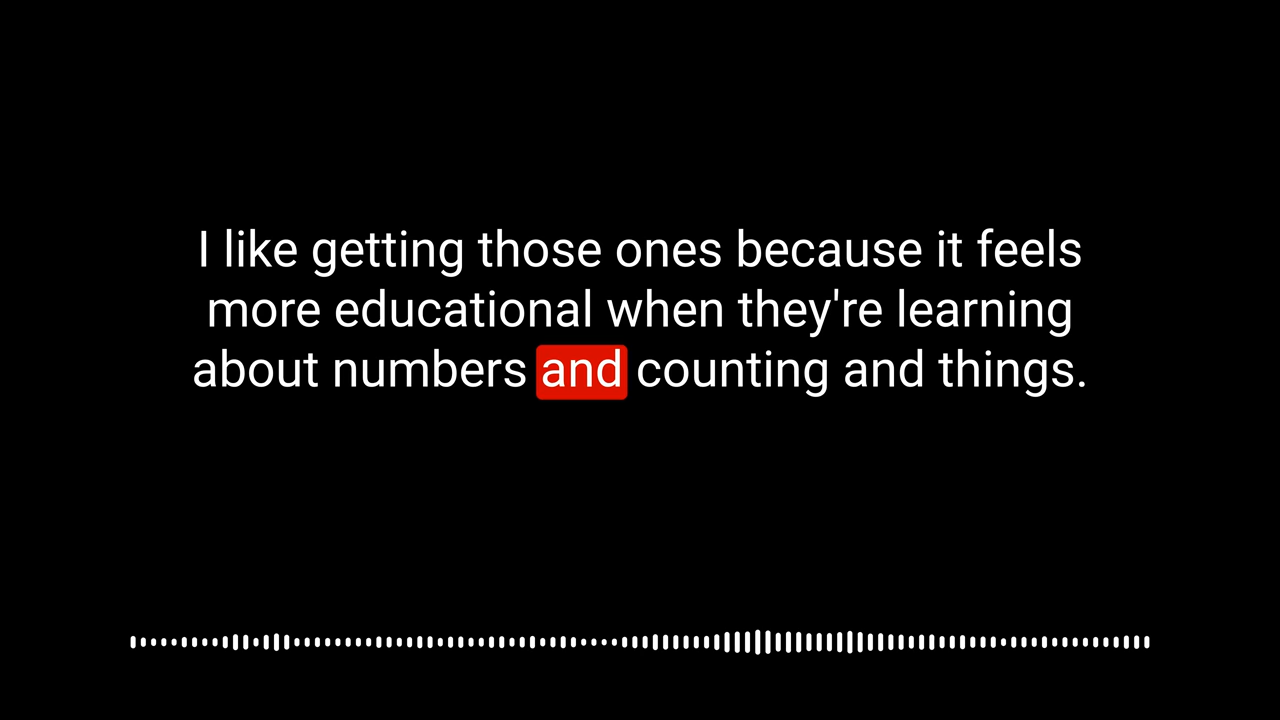 I like getting those ones because it feels
more educational when they're learning
about numbers and counting and things.